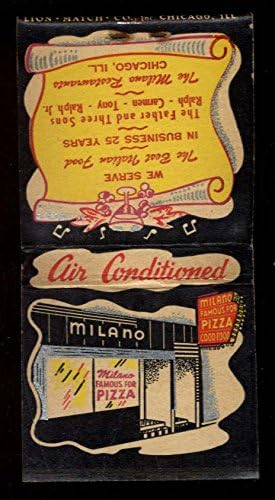 LION - MATCH - CO., Inc CHICAGO, ILL
WE SERVE
The Best Italian Food
IN BUSINESS 25 YEARS
The Father and Three Sons
Ralph - Carmen - Tony - Ralph Jr.
The Milano Restaurants
CHICAGO, ILL.
Air Conditioned
MILANO
FAMOUS FOR
PIZZA
GOOD FOOD
MILANO
Milano
FAMOUS FOR
PIZZA